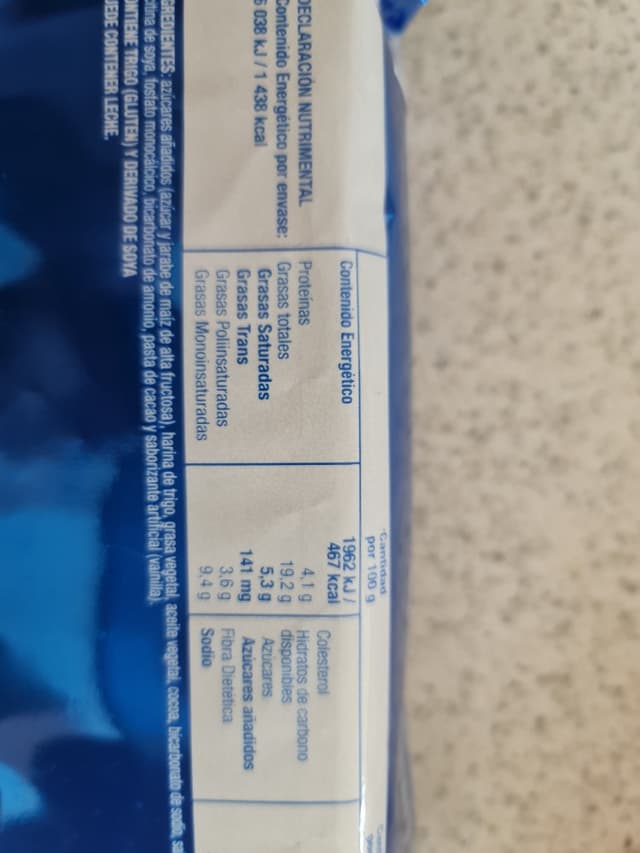 DECLARACIÓN NUTRIMENTAL
Contenido Energético por envase:
6 038 kJ / 1 438 kcal
Cantidad
por 100 g
Contenido Energético 1962 kJ /
467 kcal
Proteínas 4,1 g
Grasas totales 19,2 g
Grasas Saturadas 5,3 g
Grasas Trans 141 mg
Grasas Poliinsaturadas 3,6 g
Grasas Monoinsaturadas 9,4 g
Colesterol
Hidratos de carbono
disponibles
Azúcares
Azúcares añadidos
Fibra Dietética
Sodio
GREDIENTES: azúcares añadidos (azúcar y jarabe de maíz de alta fructosa), harina de trigo, grasa vegetal, aceite vegetal, cocoa, bicarbonato de sodio, sa
citina de soya, fosfato monocálcico, bicarbonato de amonio, pasta de cacao y saborizante artificial (vainilla).
ONTIENE TRIGO (GLUTEN) Y DERIVADO DE SOYA
UEDE CONTENER LECHE.